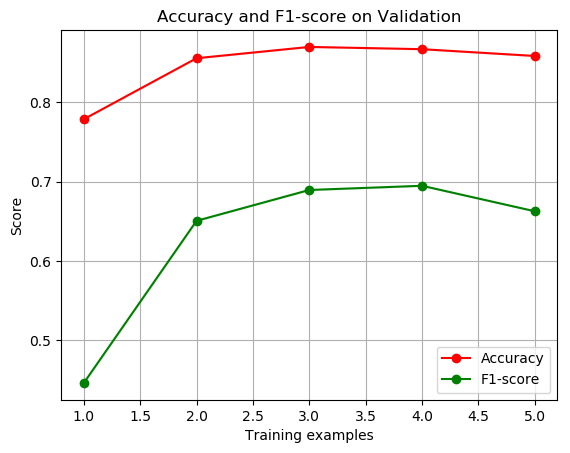 Accuracy and F1-score on Validation
Score
0.8
0.7
0.6
0.5
1.0 1.5 2.0 2.5 3.0 3.5 4.0 4.5 5.0
Training examples
Accuracy
F1-score